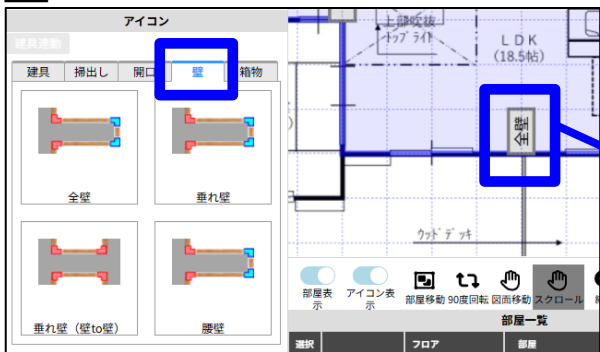 アイコン
建具連動
建具
掃出し
開口
壁
箱物
全壁
垂れ壁
垂れ壁（壁to壁）
腰壁
上部吹抜
トップライト
LDK
(18.5帖)
全壁
ウッドデッキ
部屋表示
アイコン表示
部屋移動
90度回転
図面移動
スクロール
部屋一覧
選択
フロア
部屋